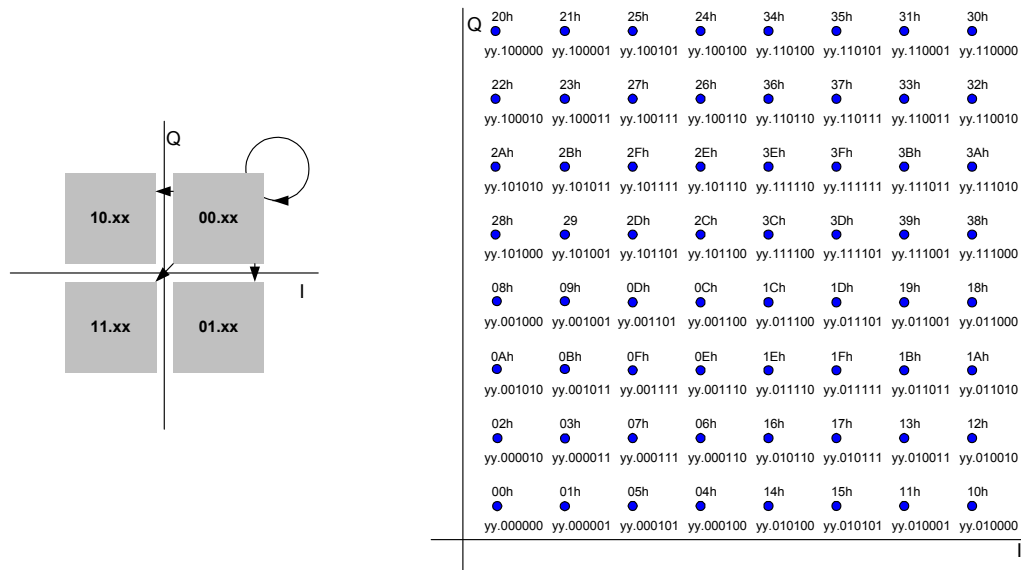 Q
10.xx 00.xx
I
11.xx 01.xx
Q
20h 21h 25h 24h 34h 35h 31h 30h
yy.100000 yy.100001 yy.100101 yy.100100 yy.110100 yy.110101 yy.110001 yy.110000
22h 23h 27h 26h 36h 37h 33h 32h
yy.100010 yy.100011 yy.100111 yy.100110 yy.110110 yy.110111 yy.110011 yy.110010
2Ah 2Bh 2Fh 2Eh 3Eh 3Fh 3Bh 3Ah
yy.101010 yy.101011 yy.101111 yy.101110 yy.111110 yy.111111 yy.111011 yy.111010
28h 29 2Dh 2Ch 3Ch 3Dh 39h 38h
yy.101000 yy.101001 yy.101101 yy.101100 yy.111100 yy.111101 yy.111001 yy.111000
08h 09h 0Dh 0Ch 1Ch 1Dh 19h 18h
yy.001000 yy.001001 yy.001101 yy.001100 yy.011100 yy.011101 yy.011001 yy.011000
0Ah 0Bh 0Fh 0Eh 1Eh 1Fh 1Bh 1Ah
yy.001010 yy.001011 yy.001111 yy.001110 yy.011110 yy.011111 yy.011011 yy.011010
02h 03h 07h 06h 16h 17h 13h 12h
yy.000010 yy.000011 yy.000111 yy.000110 yy.010110 yy.010111 yy.010011 yy.010010
00h 01h 05h 04h 14h 15h 11h 10h
yy.000000 yy.000001 yy.000101 yy.000100 yy.010100 yy.010101 yy.010001 yy.010000
I